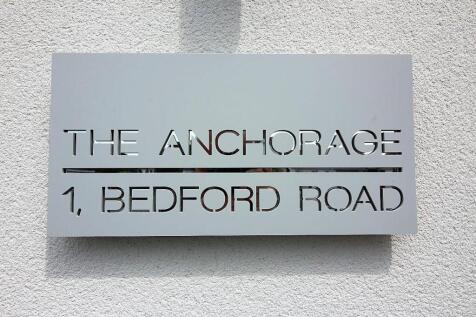 THE ANCHORAGE
1, BEDFORD ROAD